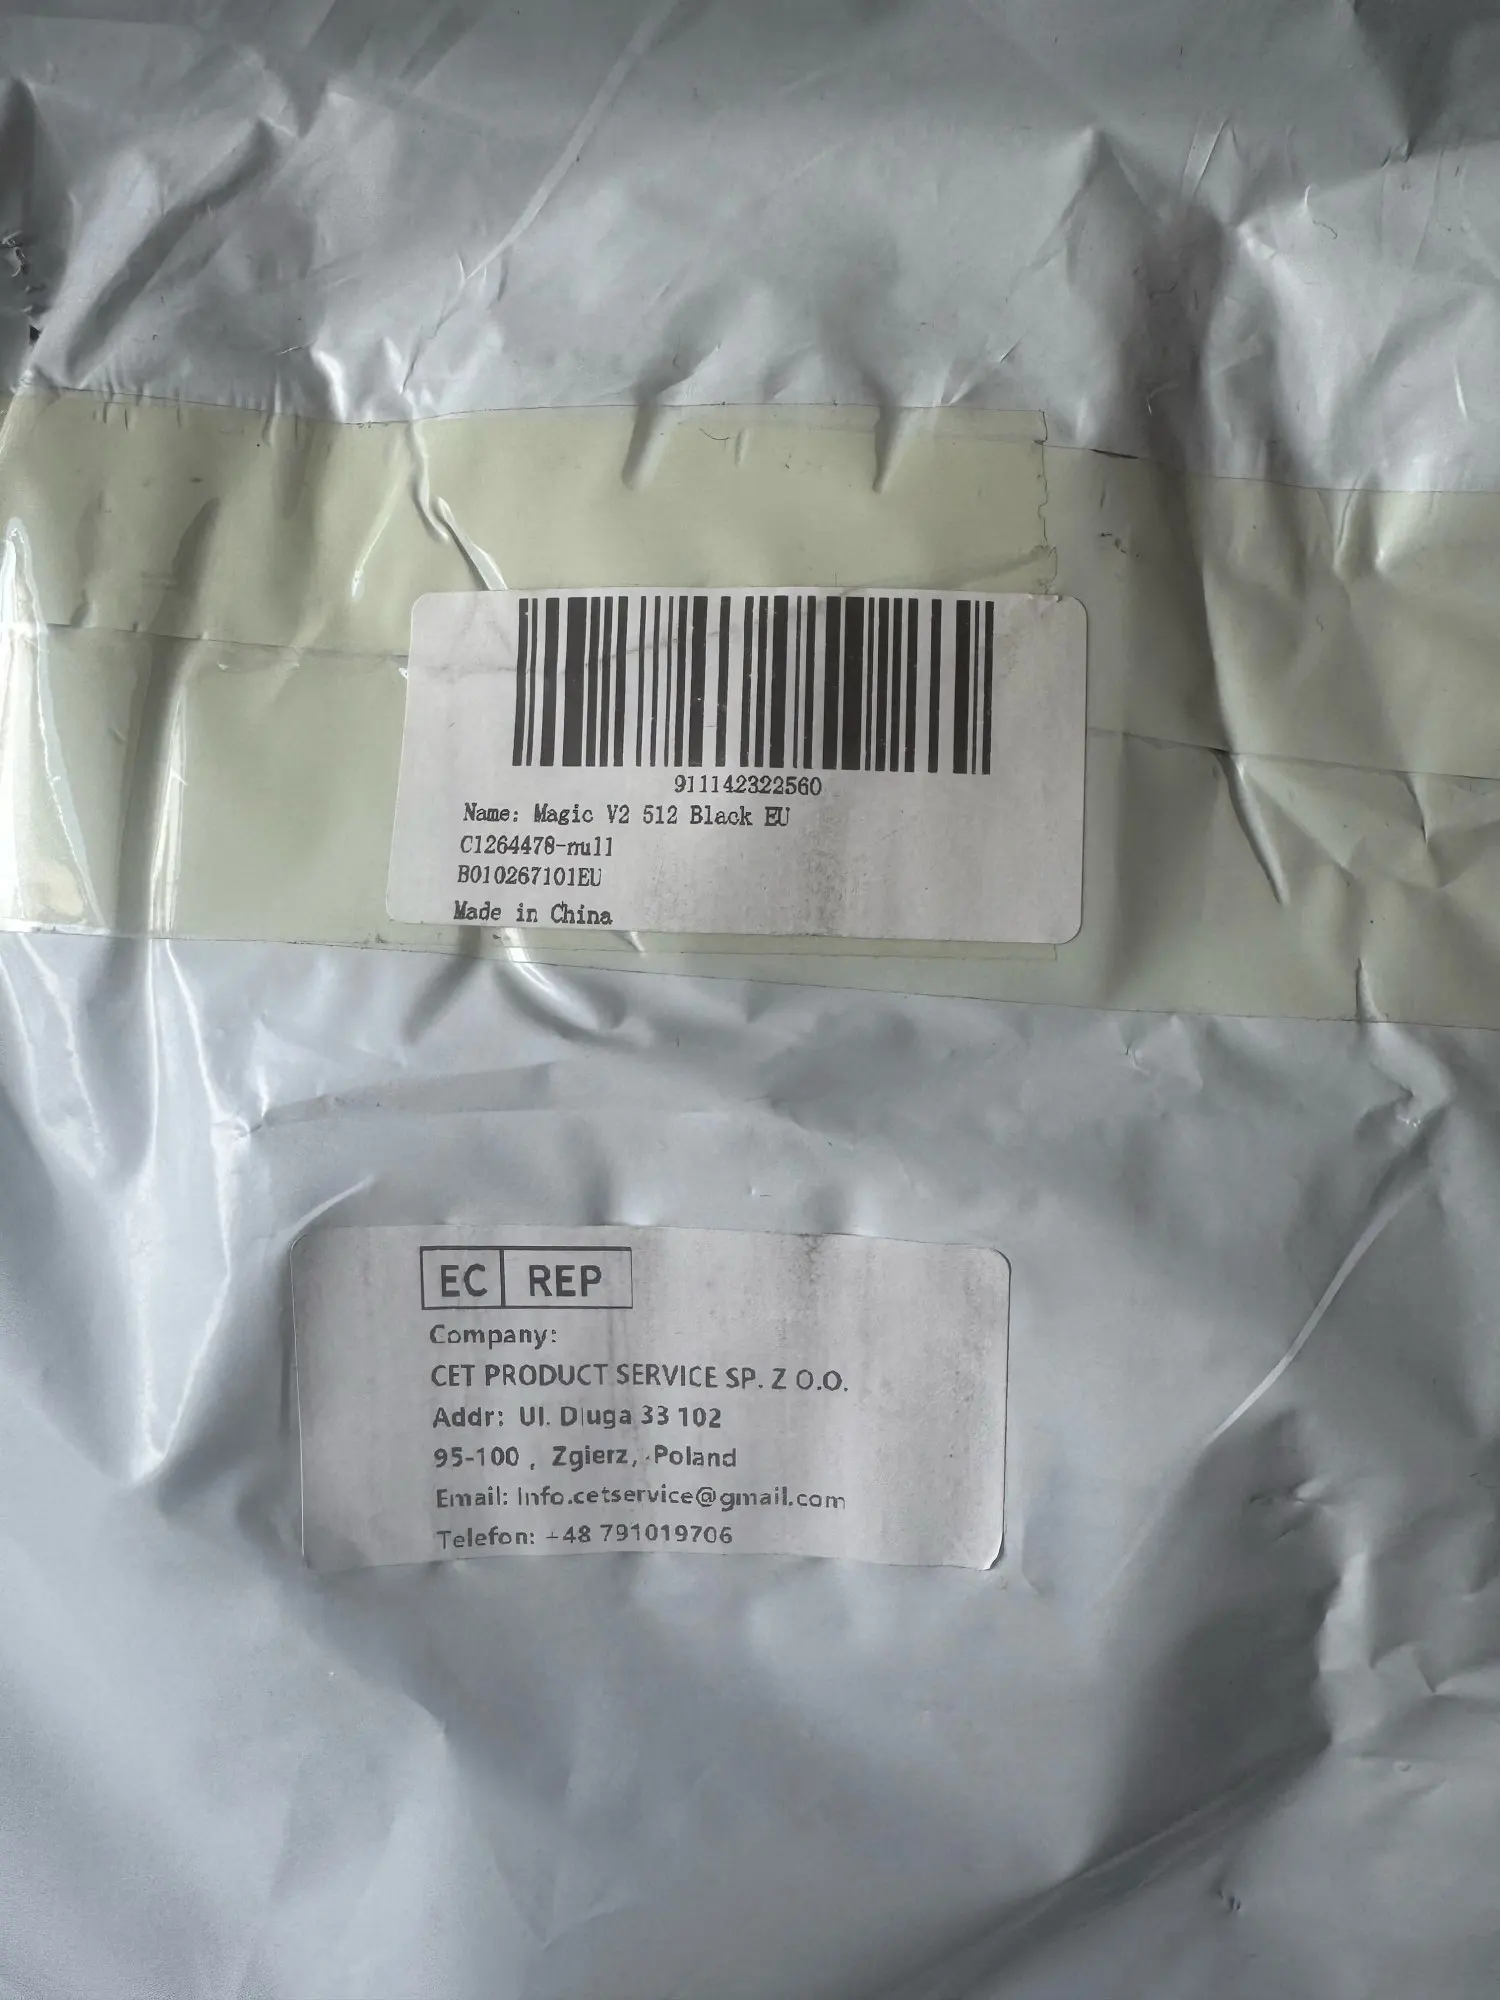 911142322560
Name: Magic V2 512 Black EU
C1264478-null
B010267101EU
Made in China
EC REP
Company:
CET PRODUCT SERVICE SP. Z O.O.
Addr: Ul. Dluga 33 102
95-100 , Zgierz, Poland
Email: Info.cetservice@gmail.com
Telefon: +48 791019706